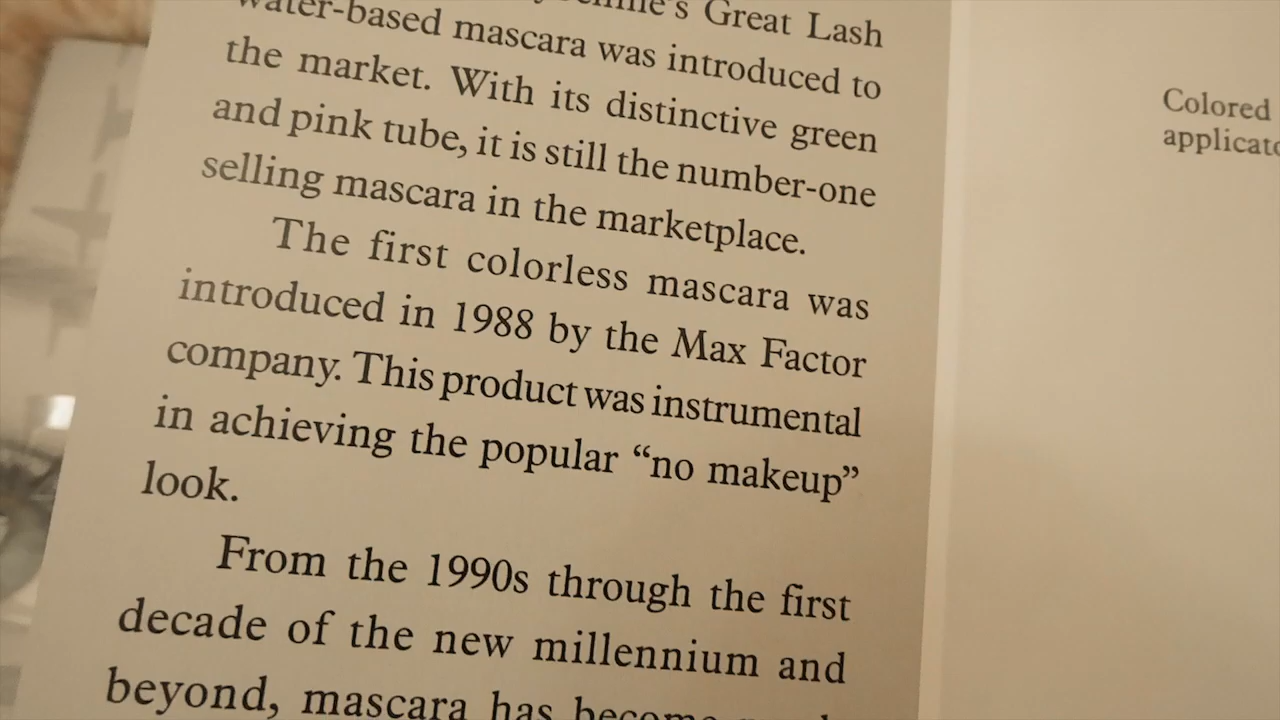 Great Lash
water-based mascara was introduced to
the market. With its distinctive green
and pink tube, it is still the number-one
selling mascara in the marketplace.
The first colorless mascara was
introduced in 1988 by the Max Factor
company. This product was instrumental
in achieving the popular “no makeup”
look.
From the 1990s through the first
decade of the new millennium and
beyond, mascara has become
Colored